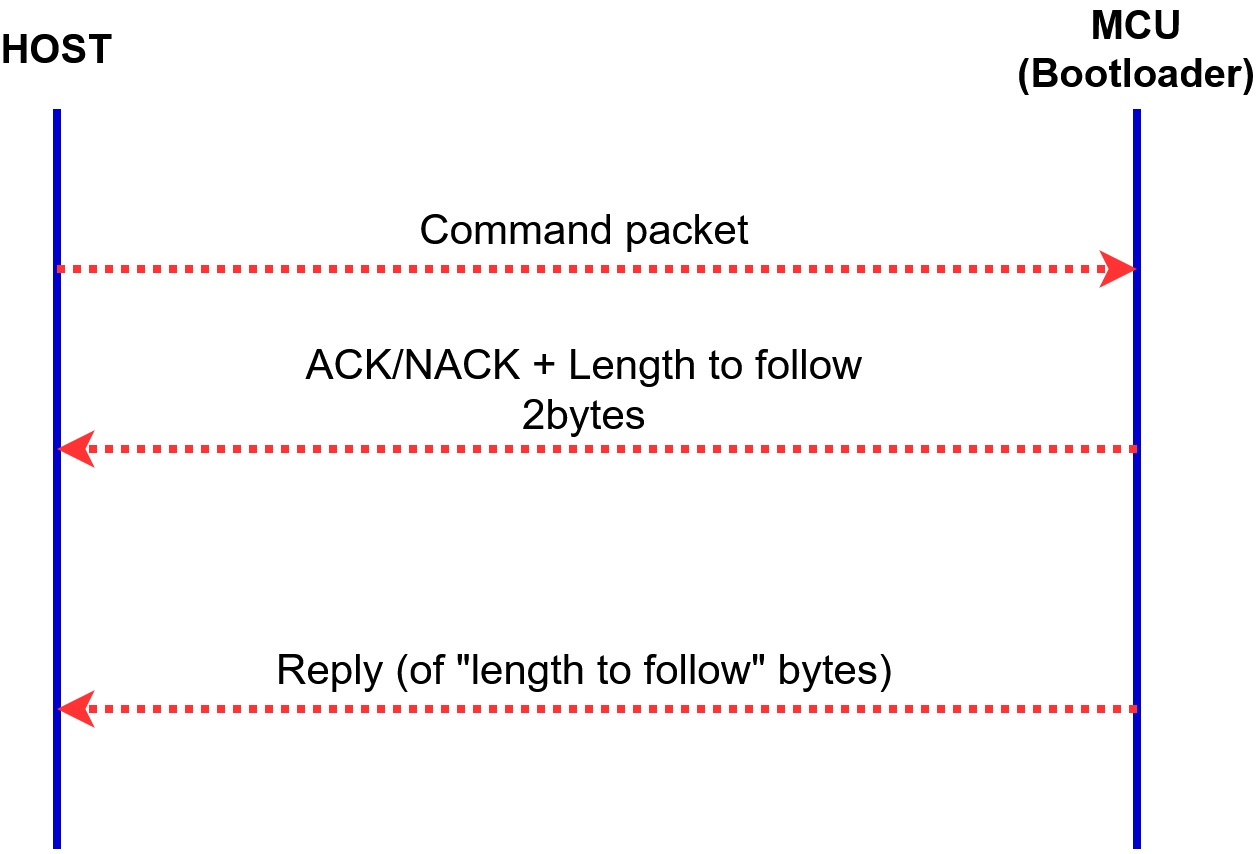 HOST
MCU
(Bootloader)
Command packet
ACK/NACK + Length to follow
2bytes
Reply (of "length to follow" bytes)